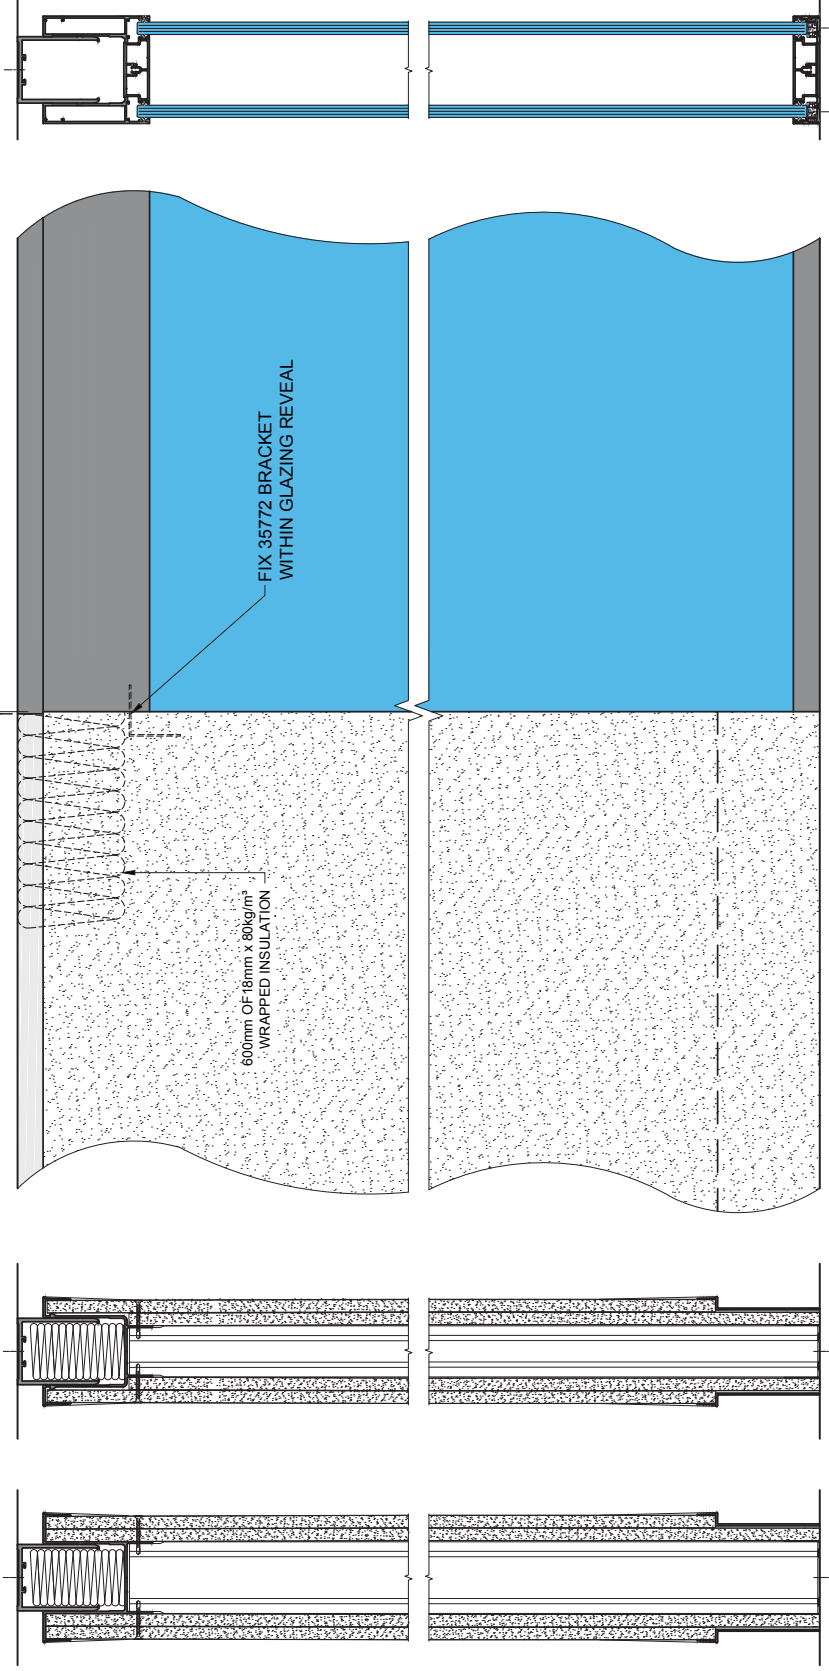 FIX 35772 BRACKET
WITHIN GLAZING REVEAL
600mm OF 18mm x 80kg/m³
WRAPPED INSULATION